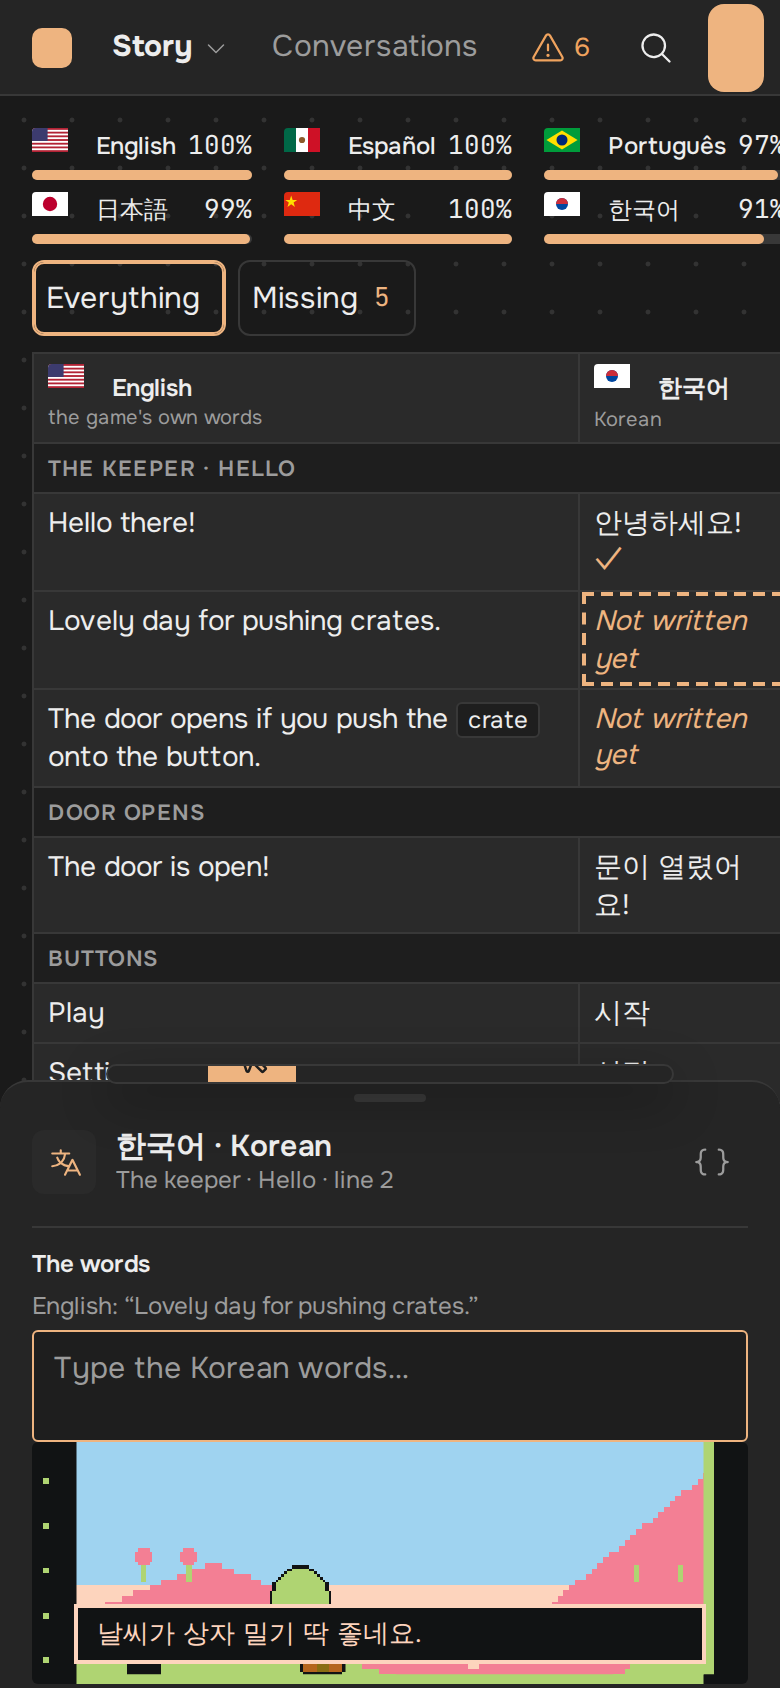 Story Conversations 6
English 100% Español 100% Português 97%
日本語 99% 中文 100% 한국어 91%
Everything Missing 5
English 한국어
the game's own words Korean
THE KEEPER · HELLO
Hello there! 안녕하세요!
Lovely day for pushing crates. Not written
yet
The door opens if you push the crate Not written
onto the button. yet
DOOR OPENS
The door is open! 문이 열렸어
요!
BUTTONS
Play 시작
한국어 · Korean
The keeper · Hello · line 2
The words
English: “Lovely day for pushing crates.”
Type the Korean words...
날씨가 상자 밀기 딱 좋네요.